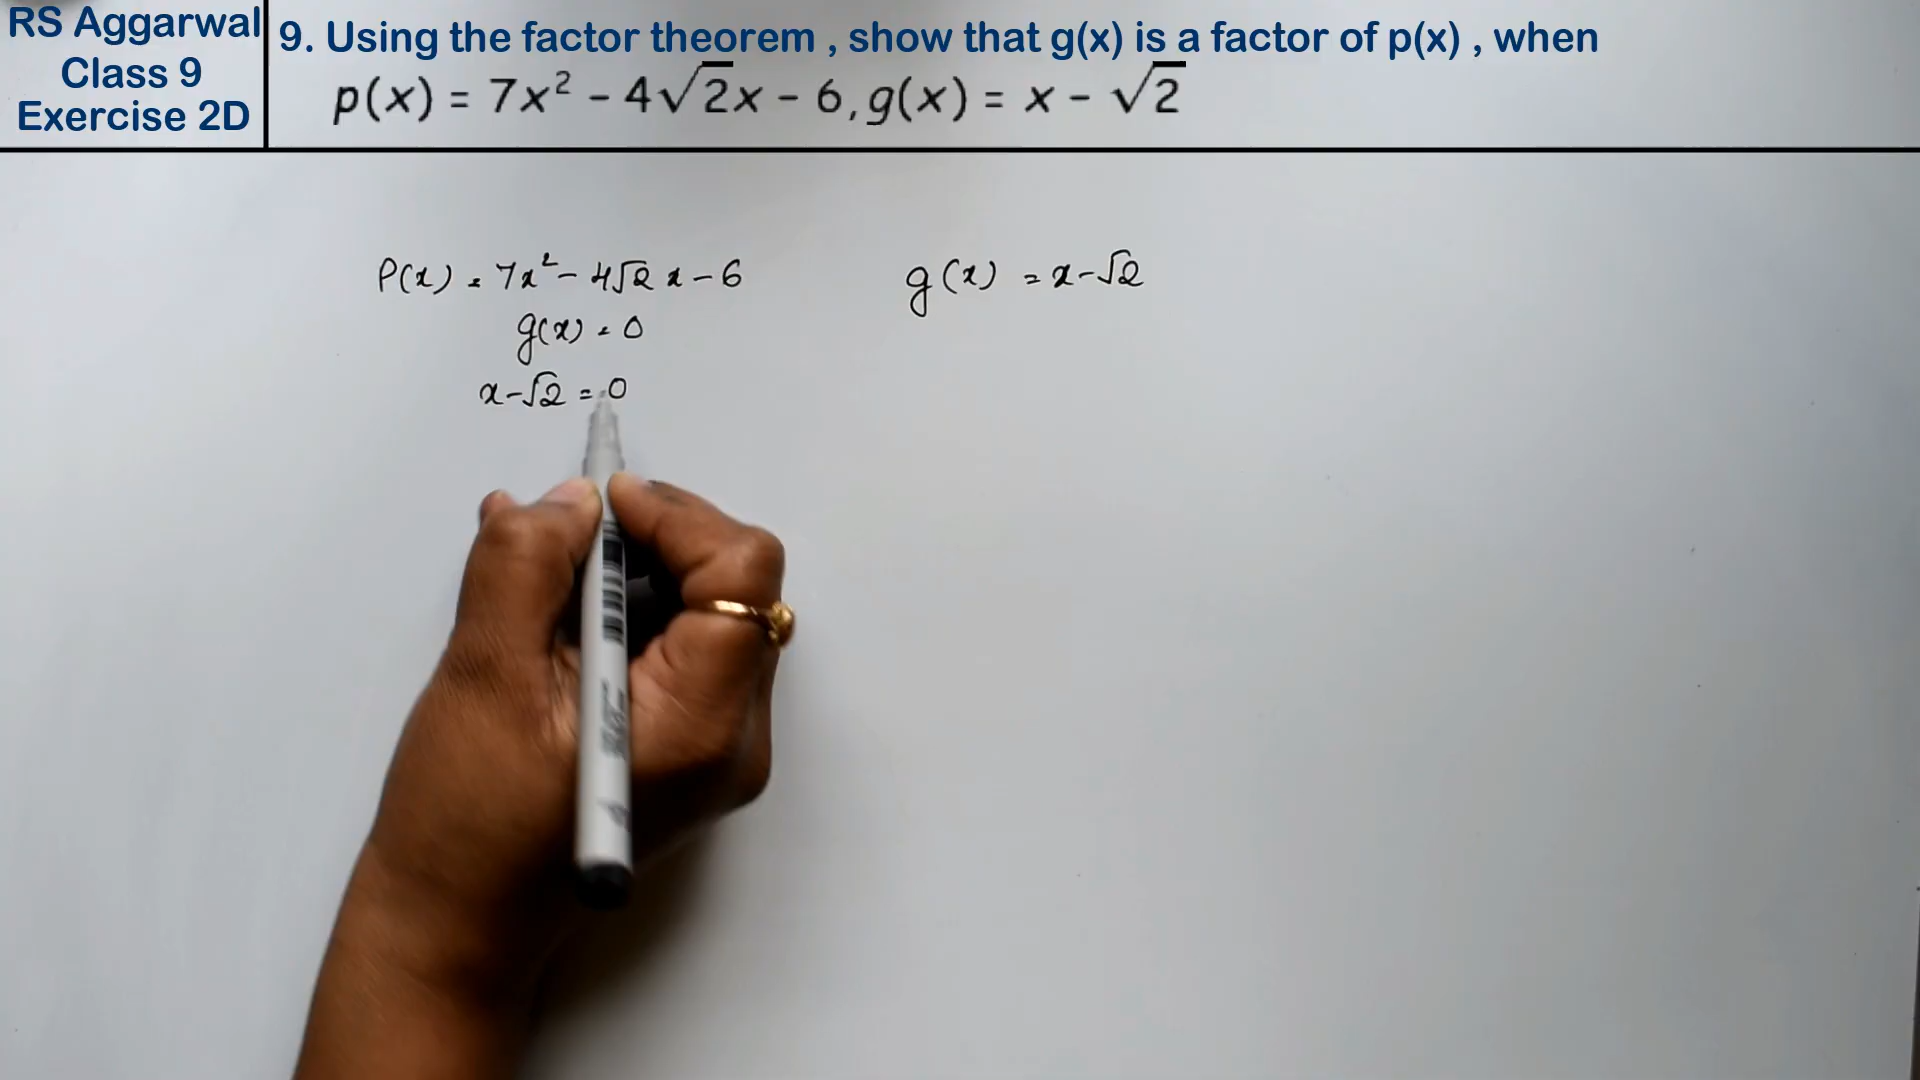 RS Aggarwal
Class 9
Exercise 2D
9. Using the factor theorem , show that g(x) is a factor of p(x) , when
p(x) = 7x² - 4√2x - 6, g(x) = x - √2
P(x) = 7x² - 4√2 x - 6
g(x) = x - √2
g(x) = 0
x - √2 = 0